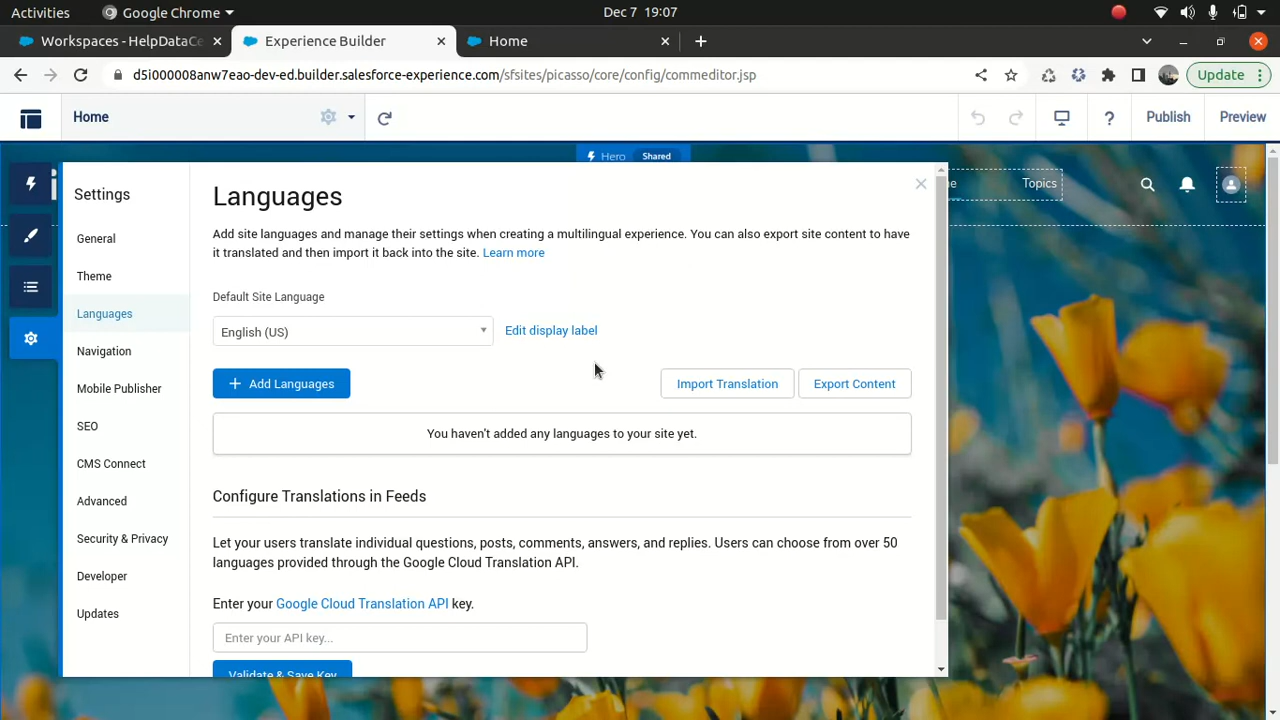 Activities
Google Chrome
Dec 7 19:07
Workspaces - HelpDataCe
Experience Builder
Home
d5i000008anw7eao-dev-ed.builder.salesforce-experience.com/sfsites/picasso/core/config/commeditor.jsp
Update
Home
Publish
Preview
Hero
Shared
Topics
Settings
General
Theme
Languages
Navigation
Mobile Publisher
SEO
CMS Connect
Advanced
Security & Privacy
Developer
Updates
Languages
Add site languages and manage their settings when creating a multilingual experience. You can also export site content to have
it translated and then import it back into the site. Learn more
Default Site Language
English (US)
Edit display label
Add Languages
Import Translation
Export Content
You haven't added any languages to your site yet.
Configure Translations in Feeds
Let your users translate individual questions, posts, comments, answers, and replies. Users can choose from over 50
languages provided through the Google Cloud Translation API.
Enter your Google Cloud Translation API key.
Enter your API key...
Validate & Save Key